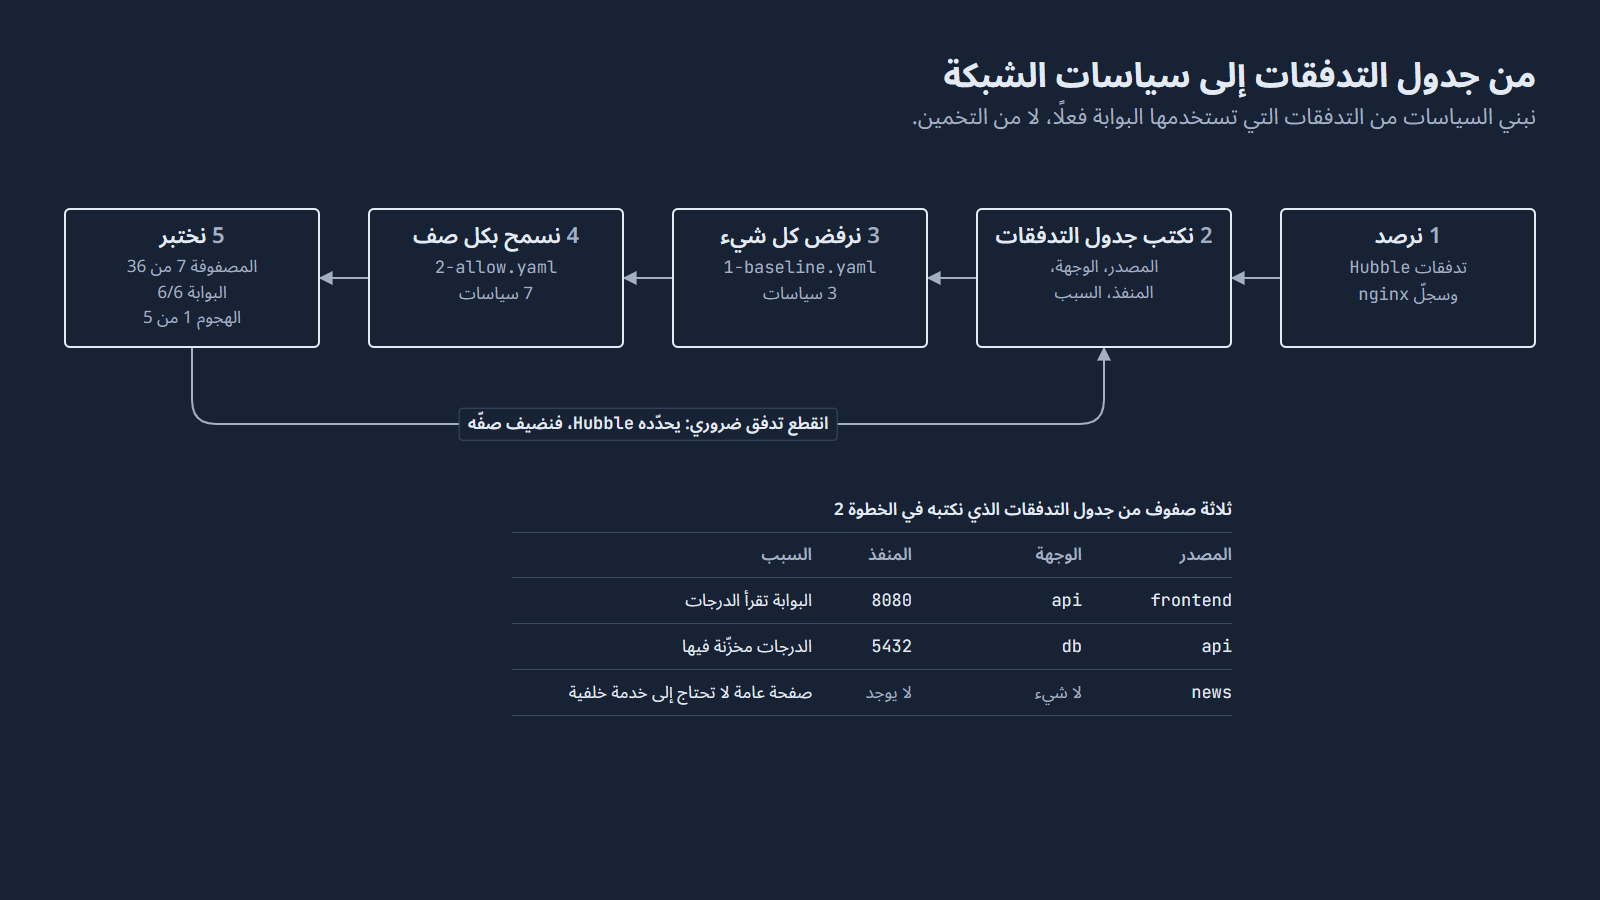 من جدول التدفقات إلى سياسات الشبكة
نبني السياسات من التدفقات التي تستخدمها البوابة فعلًا، لا من التخمين.
1 نرصد
تدفقات Hubble
وسجلّ nginx
2 نكتب جدول التدفقات
المصدر، الوجهة،
المنفذ، السبب
3 نرفض كل شيء
1-baseline.yaml
3 سياسات
4 نسمح بكل صف
2-allow.yaml
7 سياسات
5 نختبر
المصفوفة 7 من 36
البوابة 6/6
الهجوم 1 من 5
انقطع تدفق ضروري: يحدّده Hubble، فنضيف صفّه
ثلاثة صفوف من جدول التدفقات الذي نكتبه في الخطوة 2
المصدر الوجهة المنفذ السبب
frontend api 8080 البوابة تقرأ الدرجات
api db 5432 الدرجات مخزّنة فيها
news لا شيء لا يوجد صفحة عامة لا تحتاج إلى خدمة خلفية